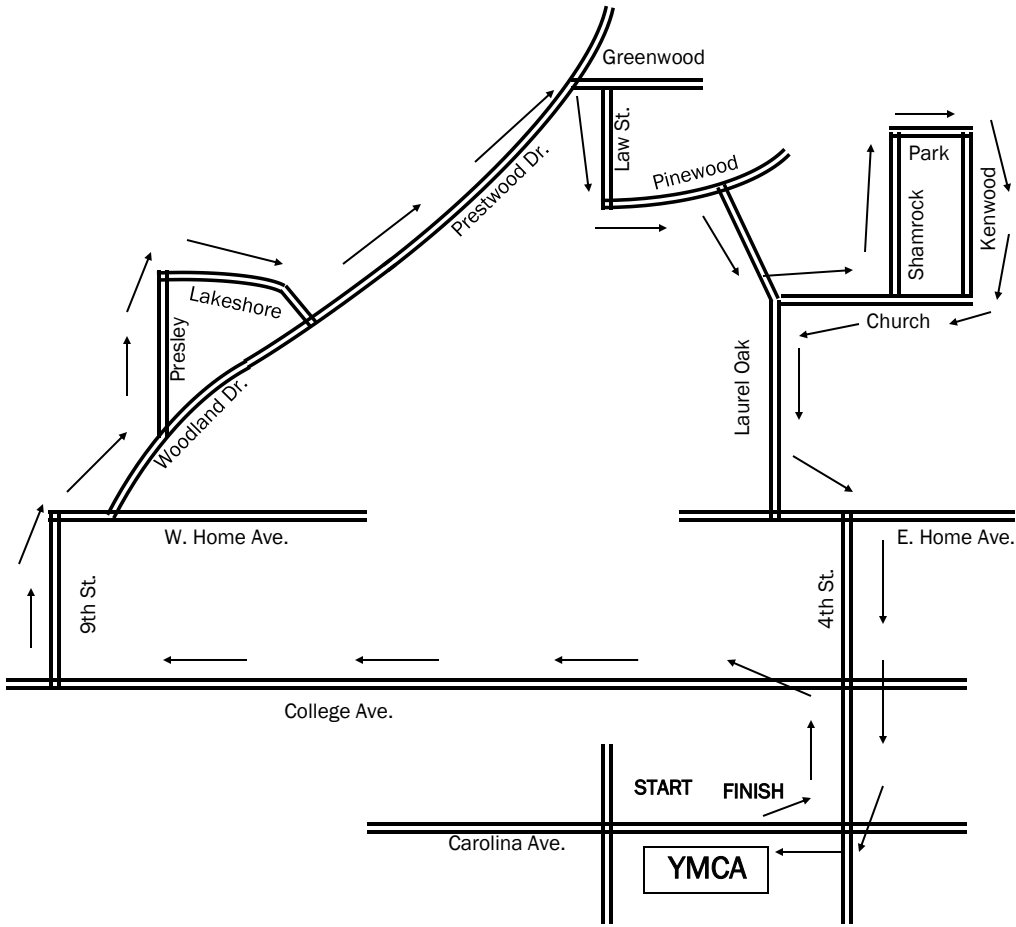 Greenwood
Law St.
Prestwood Dr.
Pinewood
Park
Shamrock
Kenwood
Lakeshore
Presley
Woodland Dr.
Church
Laurel Oak
W. Home Ave.
E. Home Ave.
9th St.
4th St.
College Ave.
START FINISH
Carolina Ave.
YMCA